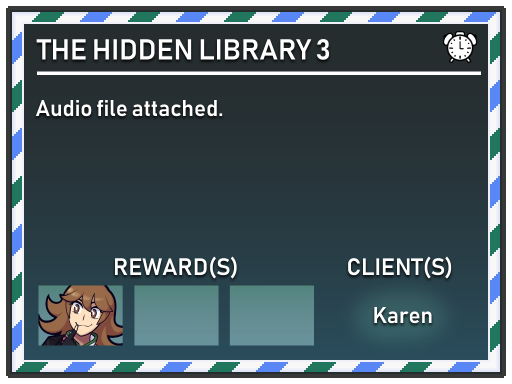 THE HIDDEN LIBRARY 3
Audio file attached.
REWARD(S)
CLIENT(S)
Karen